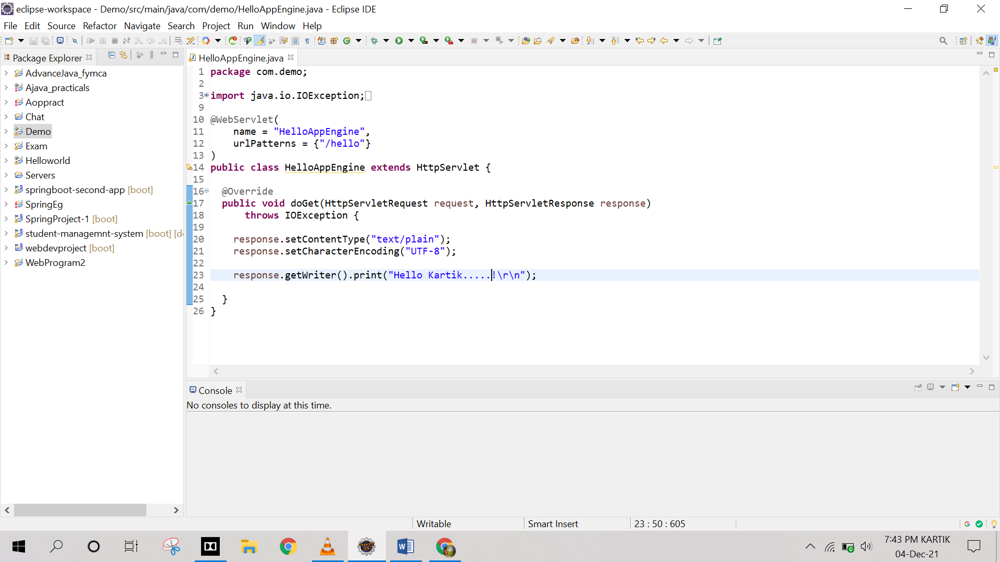 eclipse-workspace - Demo/src/main/java/com/demo/HelloAppEngine.java - Eclipse IDE
File Edit Source Refactor Navigate Search Project Run Window Help
Package Explorer
AdvanceJava_fymca
Ajava_practicals
Aoppract
Chat
Demo
Exam
Helloworld
Servers
springboot-second-app [boot]
SpringEg
SpringProject-1 [boot]
student-managemnt-system [boot] [d
webdevproject [boot]
WebProgram2
HelloAppEngine.java
1 package com.demo;
2
3 import java.io.IOException;
9
10 @WebServlet(
11     name = "HelloAppEngine",
12     urlPatterns = {"/hello"}
13 )
14 public class HelloAppEngine extends HttpServlet {
15
16   @Override
17   public void doGet(HttpServletRequest request, HttpServletResponse response)
18       throws IOException {
19
20     response.setContentType("text/plain");
21     response.setCharacterEncoding("UTF-8");
22
23     response.getWriter().print("Hello Kartik.....!\r\n");
24
25   }
26 }
Console
No consoles to display at this time.
Writable Smart Insert 23 : 50 : 605
7:43 PM KARTIK
04-Dec-21